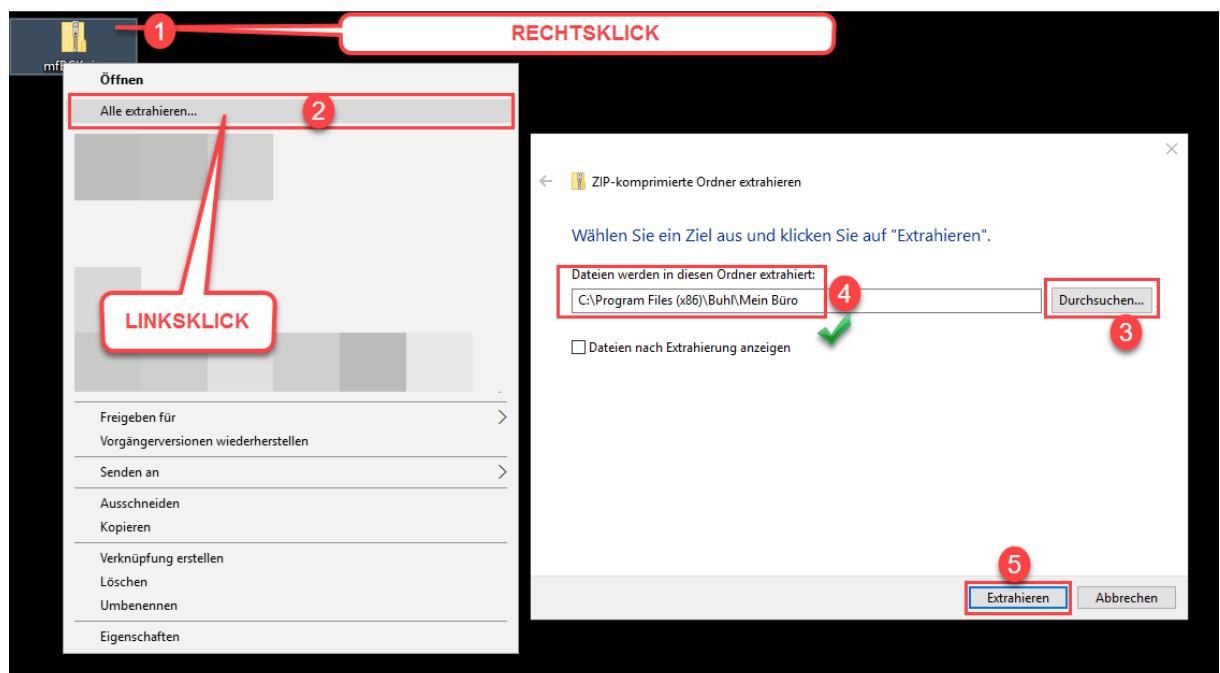 1
RECHTSKLICK
Öffnen
Alle extrahieren...
2
LINKSKLICK
Freigeben für
Vorgängerversionen wiederherstellen
Senden an
Ausschneiden
Kopieren
Verknüpfung erstellen
Löschen
Umbenennen
Eigenschaften
ZIP-komprimierte Ordner extrahieren
Wählen Sie ein Ziel aus und klicken Sie auf "Extrahieren".
Dateien werden in diesen Ordner extrahiert:
C:\Program Files (x86)\Buhl\Mein Büro
4
Durchsuchen...
3
Dateien nach Extrahierung anzeigen
5
Extrahieren
Abbrechen